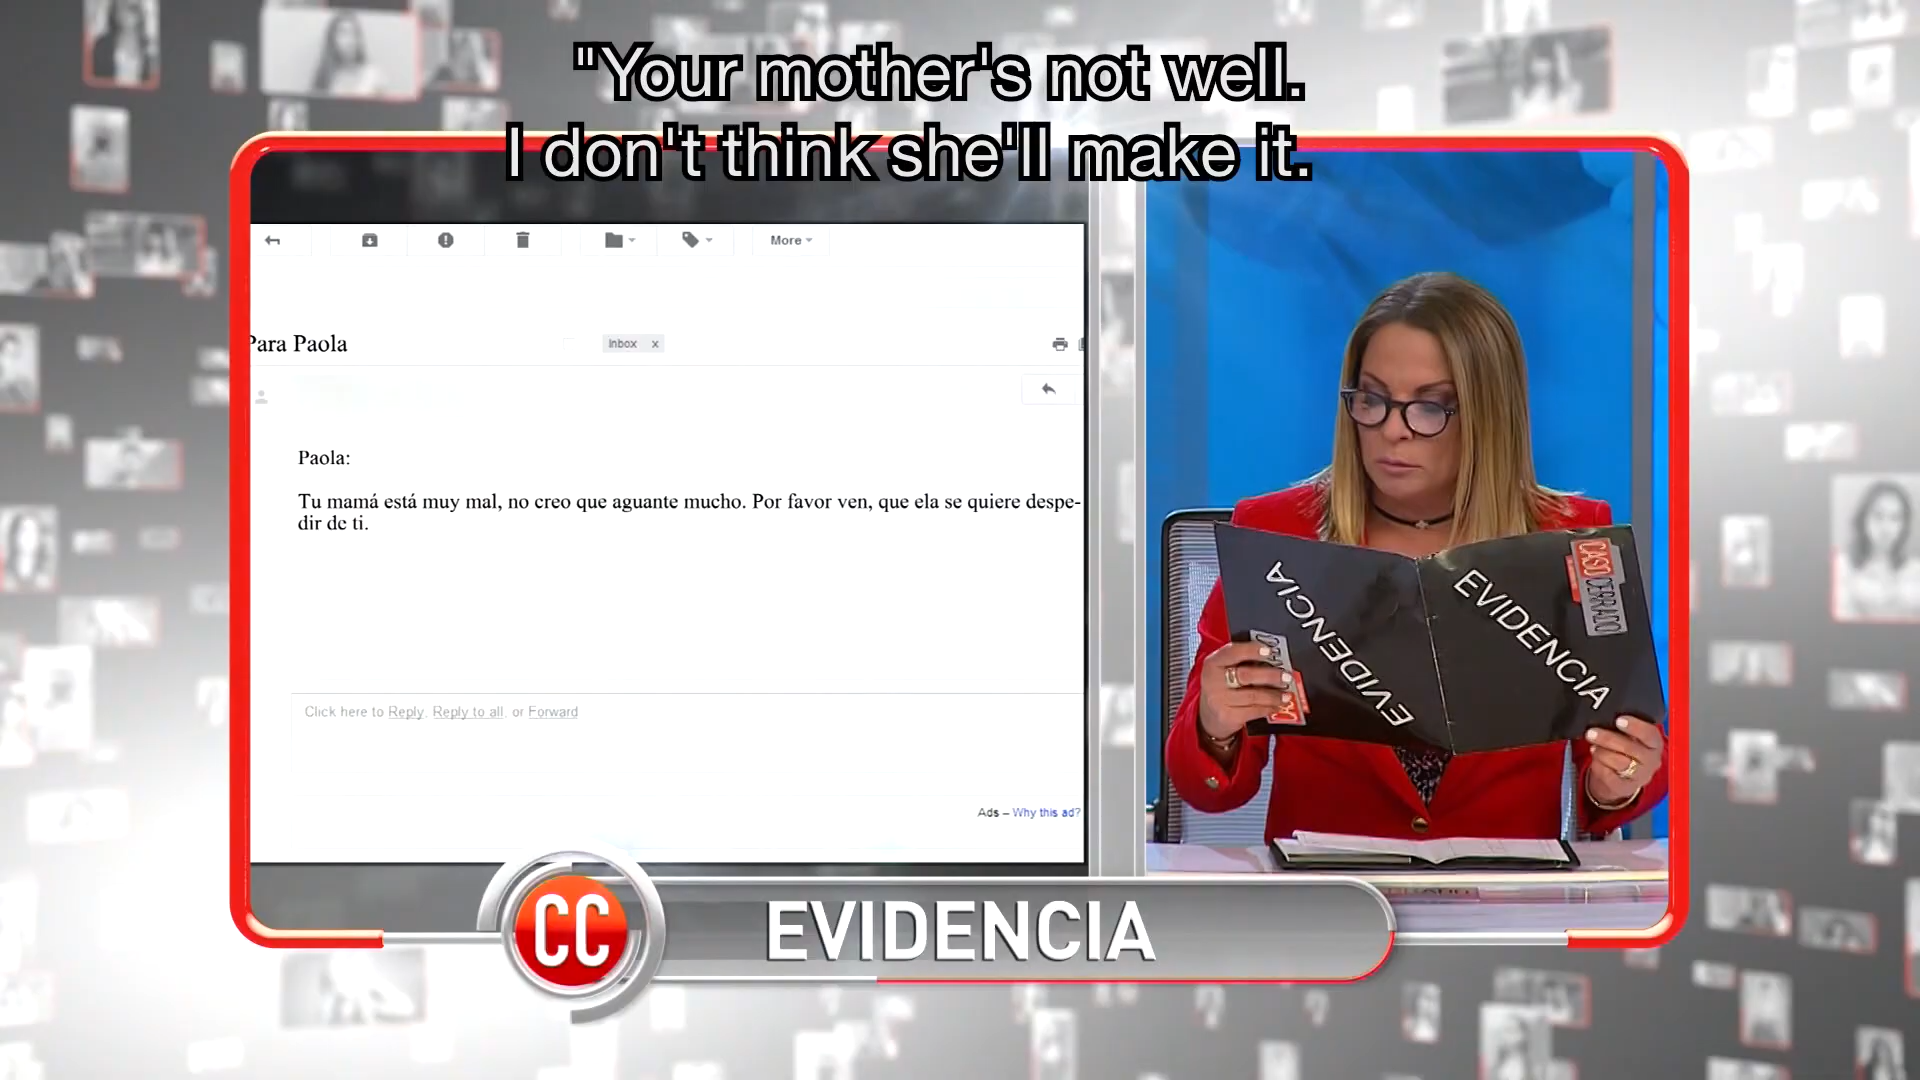 "Your mother's not well.
I don't think she'll make it.
More
Para Paola
Inbox x
Paola:
Tu mamá está muy mal, no creo que aguante mucho. Por favor ven, que ela se quiere despe-
dir de ti.
Click here to Reply, Reply to all, or Forward
Ads – Why this ad?
EVIDENCIA
EVIDENCIA
CASO CERRADO
CC EVIDENCIA